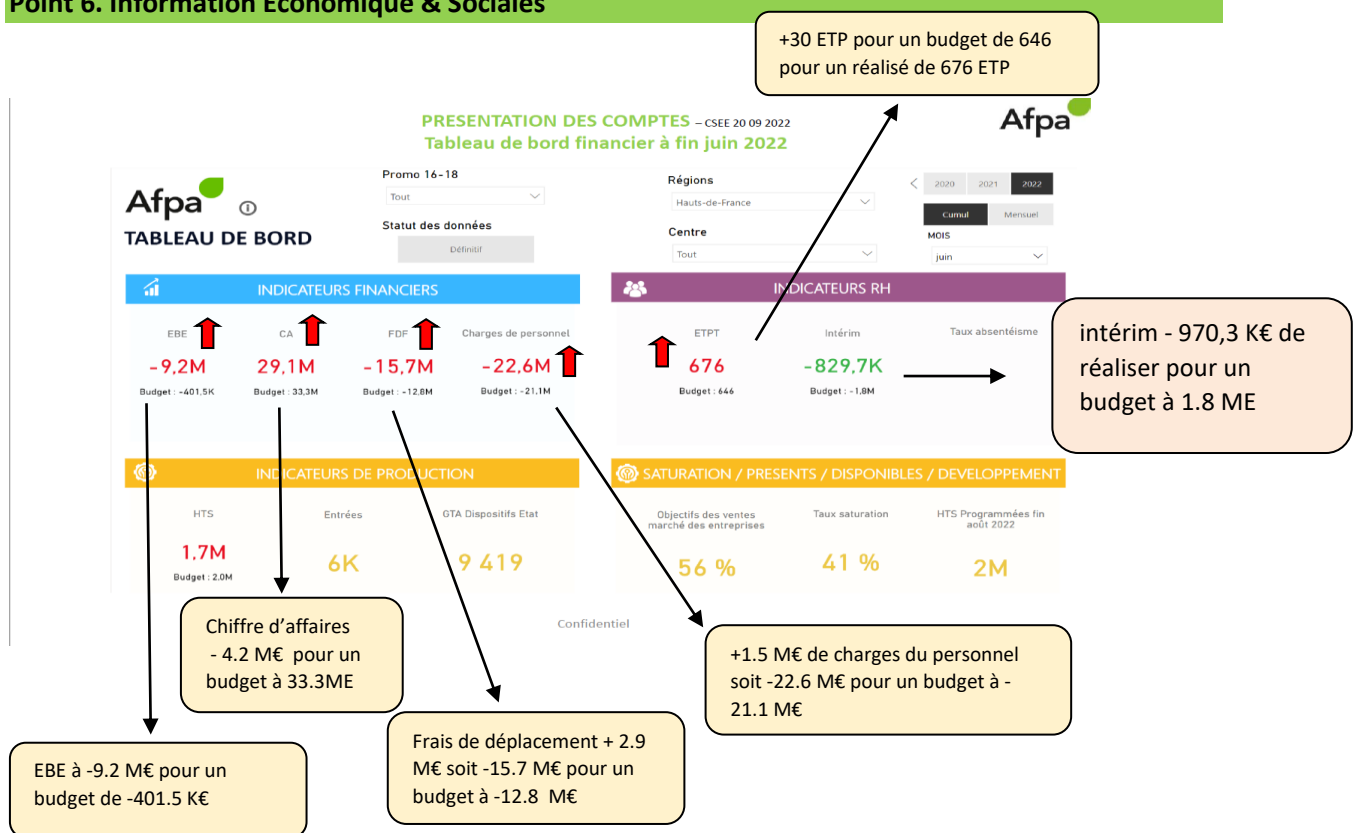 Point 6. Information Economique & Sociales
+30 ETP pour un budget de 646
pour un réalisé de 676 ETP
PRESENTATION DES COMPTES – CSEE 20 09 2022
Tableau de bord financier à fin juin 2022
Afpa
Afpa
TABLEAU DE BORD
Promo 16-18
Tout
Statut des données
Définitif
Régions
Hauts-de-France
Centre
Tout
2020 2021 2022
Cumul Mensuel
MOIS
juin
INDICATEURS FINANCIERS
EBE CA FDF Charges de personnel
-9,2M 29,1M -15,7M -22,6M
Budget : -401,5K Budget : 33,3M Budget : -12,8M Budget : -21,1M
INDICATEURS RH
ETPT Intérim Taux absentéisme
676 -829,7K
Budget : 646 Budget : -1,8M
intérim - 970,3 K€ de
réaliser pour un
budget à 1.8 ME
INDICATEURS DE PRODUCTION
HTS Entrées GTA Dispositifs Etat
1,7M 6K 9 419
Budget : 2,0M
SATURATION / PRESENTS / DISPONIBLES / DEVELOPPEMENT
Objectifs des ventes
marché des entreprises
Taux saturation
HTS Programmées fin
août 2022
56 % 41 % 2M
Confidentiel
Chiffre d’affaires
- 4.2 M€ pour un
budget à 33.3ME
+1.5 M€ de charges du personnel
soit -22.6 M€ pour un budget à -
21.1 M€
Frais de déplacement + 2.9
M€ soit -15.7 M€ pour un
budget à -12.8 M€
EBE à -9.2 M€ pour un
budget de -401.5 K€